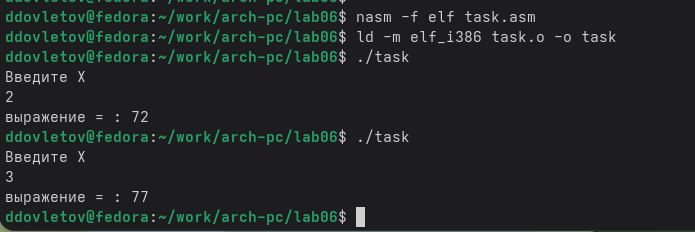 ddovletov@fedora:~/work/arch-pc/lab06$ nasm -f elf task.asm
ddovletov@fedora:~/work/arch-pc/lab06$ ld -m elf_i386 task.o -o task
ddovletov@fedora:~/work/arch-pc/lab06$ ./task
Введите X
2
выражение = : 72
ddovletov@fedora:~/work/arch-pc/lab06$ ./task
Введите X
3
выражение = : 77
ddovletov@fedora:~/work/arch-pc/lab06$